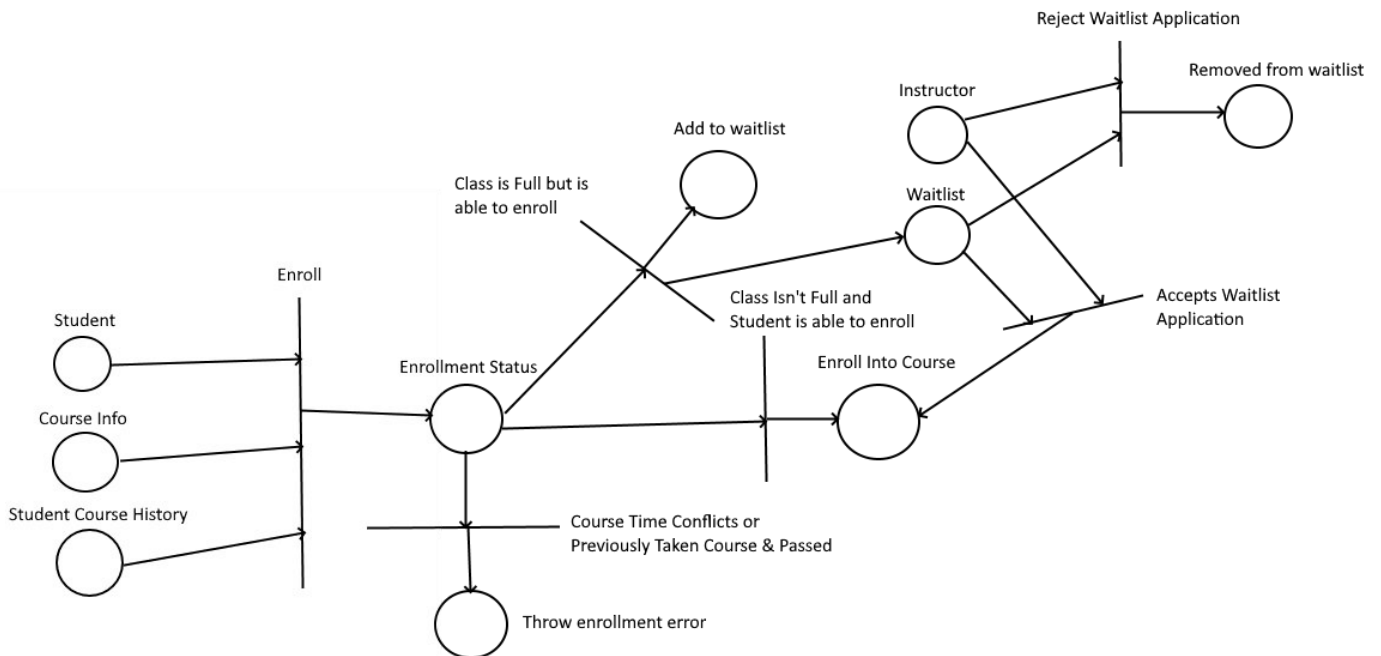 Reject Waitlist Application
Removed from waitlist
Instructor
Add to waitlist
Class is Full but is
able to enroll
Waitlist
Enroll
Class Isn't Full and
Student is able to enroll
Accepts Waitlist
Application
Student
Enrollment Status
Enroll Into Course
Course Info
Student Course History
Course Time Conflicts or
Previously Taken Course & Passed
Throw enrollment error